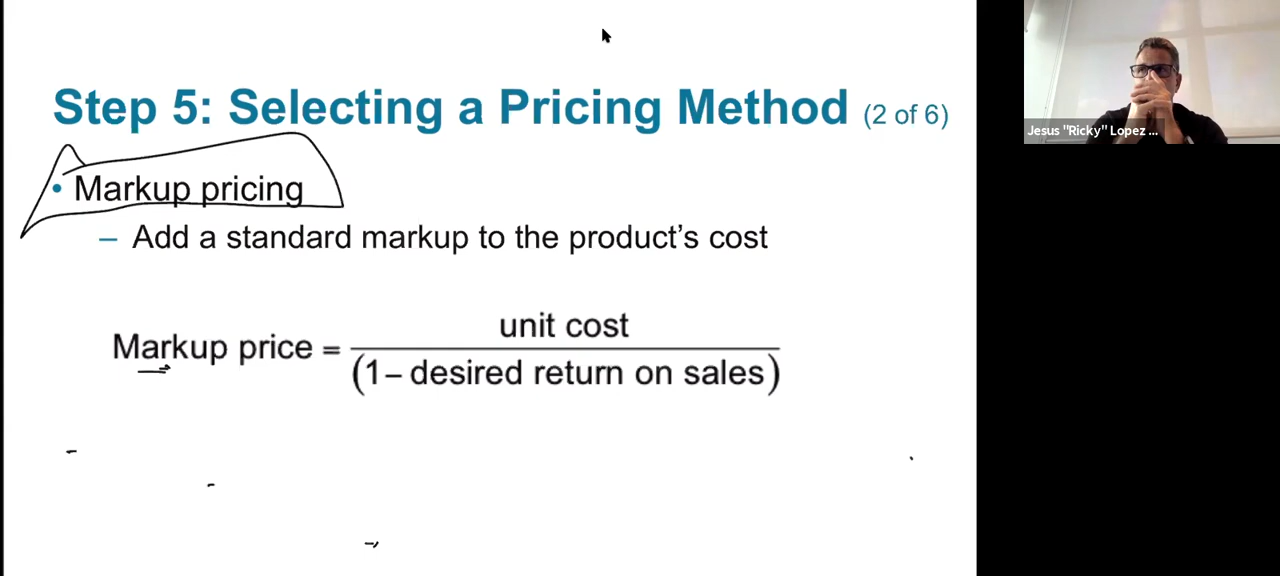 Step 5: Selecting a Pricing Method (2 of 6)
• Markup pricing
– Add a standard markup to the product’s cost
Markup price = unit cost
(1 – desired return on sales)
Jesus "Ricky" Lopez ...